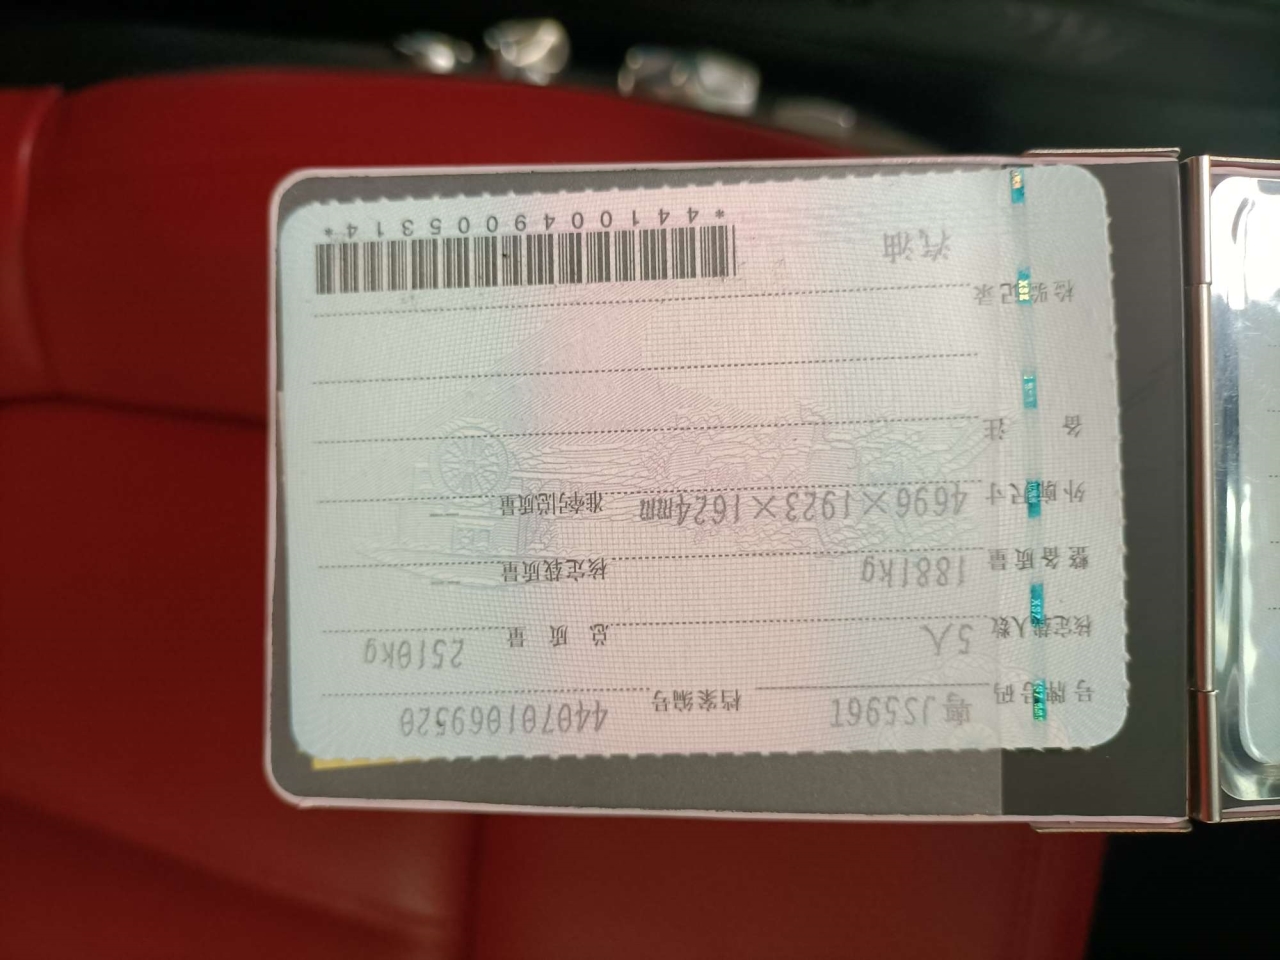 号牌号码 粤JS596T 档案编号 440701069520
核定载人数 5人 总质量 2510kg
整备质量 1881kg 核定载质量 --
外廓尺寸 4696×1923×1624mm 准牵引总质量 --
备注
检验记录
汽油
*4410049005314*